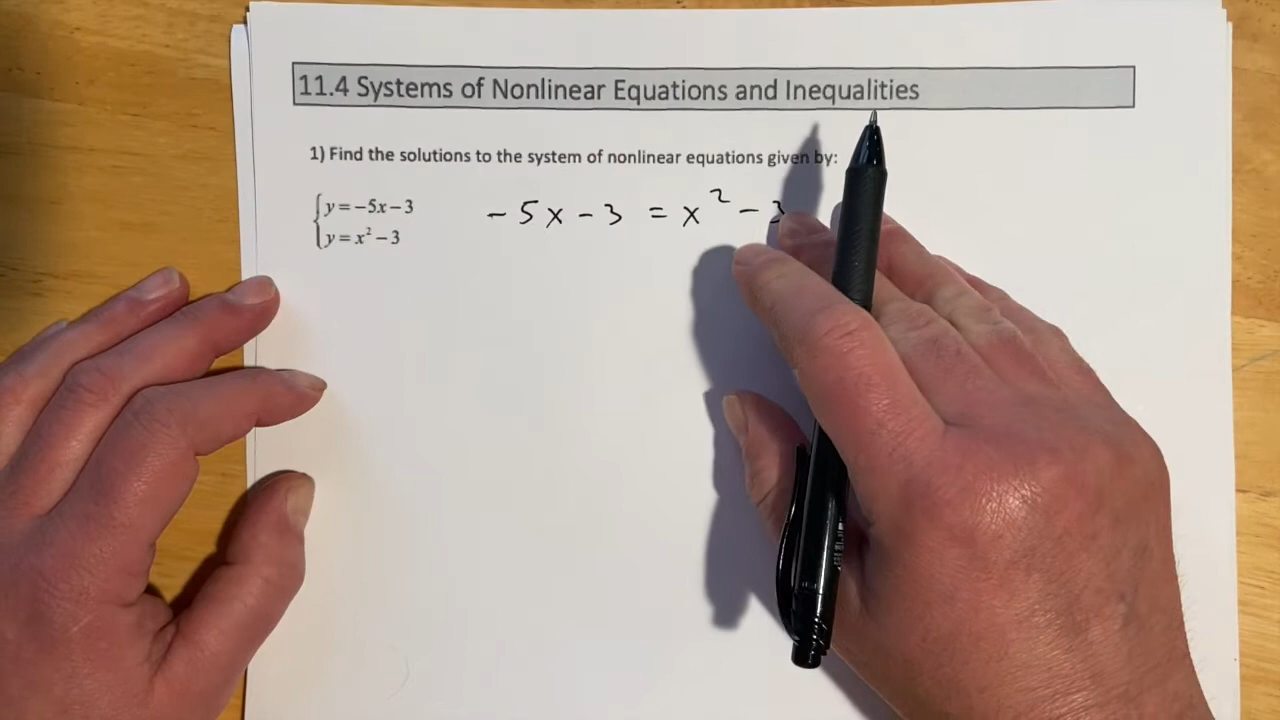 11.4 Systems of Nonlinear Equations and Inequalities
1) Find the solutions to the system of nonlinear equations given by:
y=-5x-3
y=x²-3
-5x-3 = x² - 3